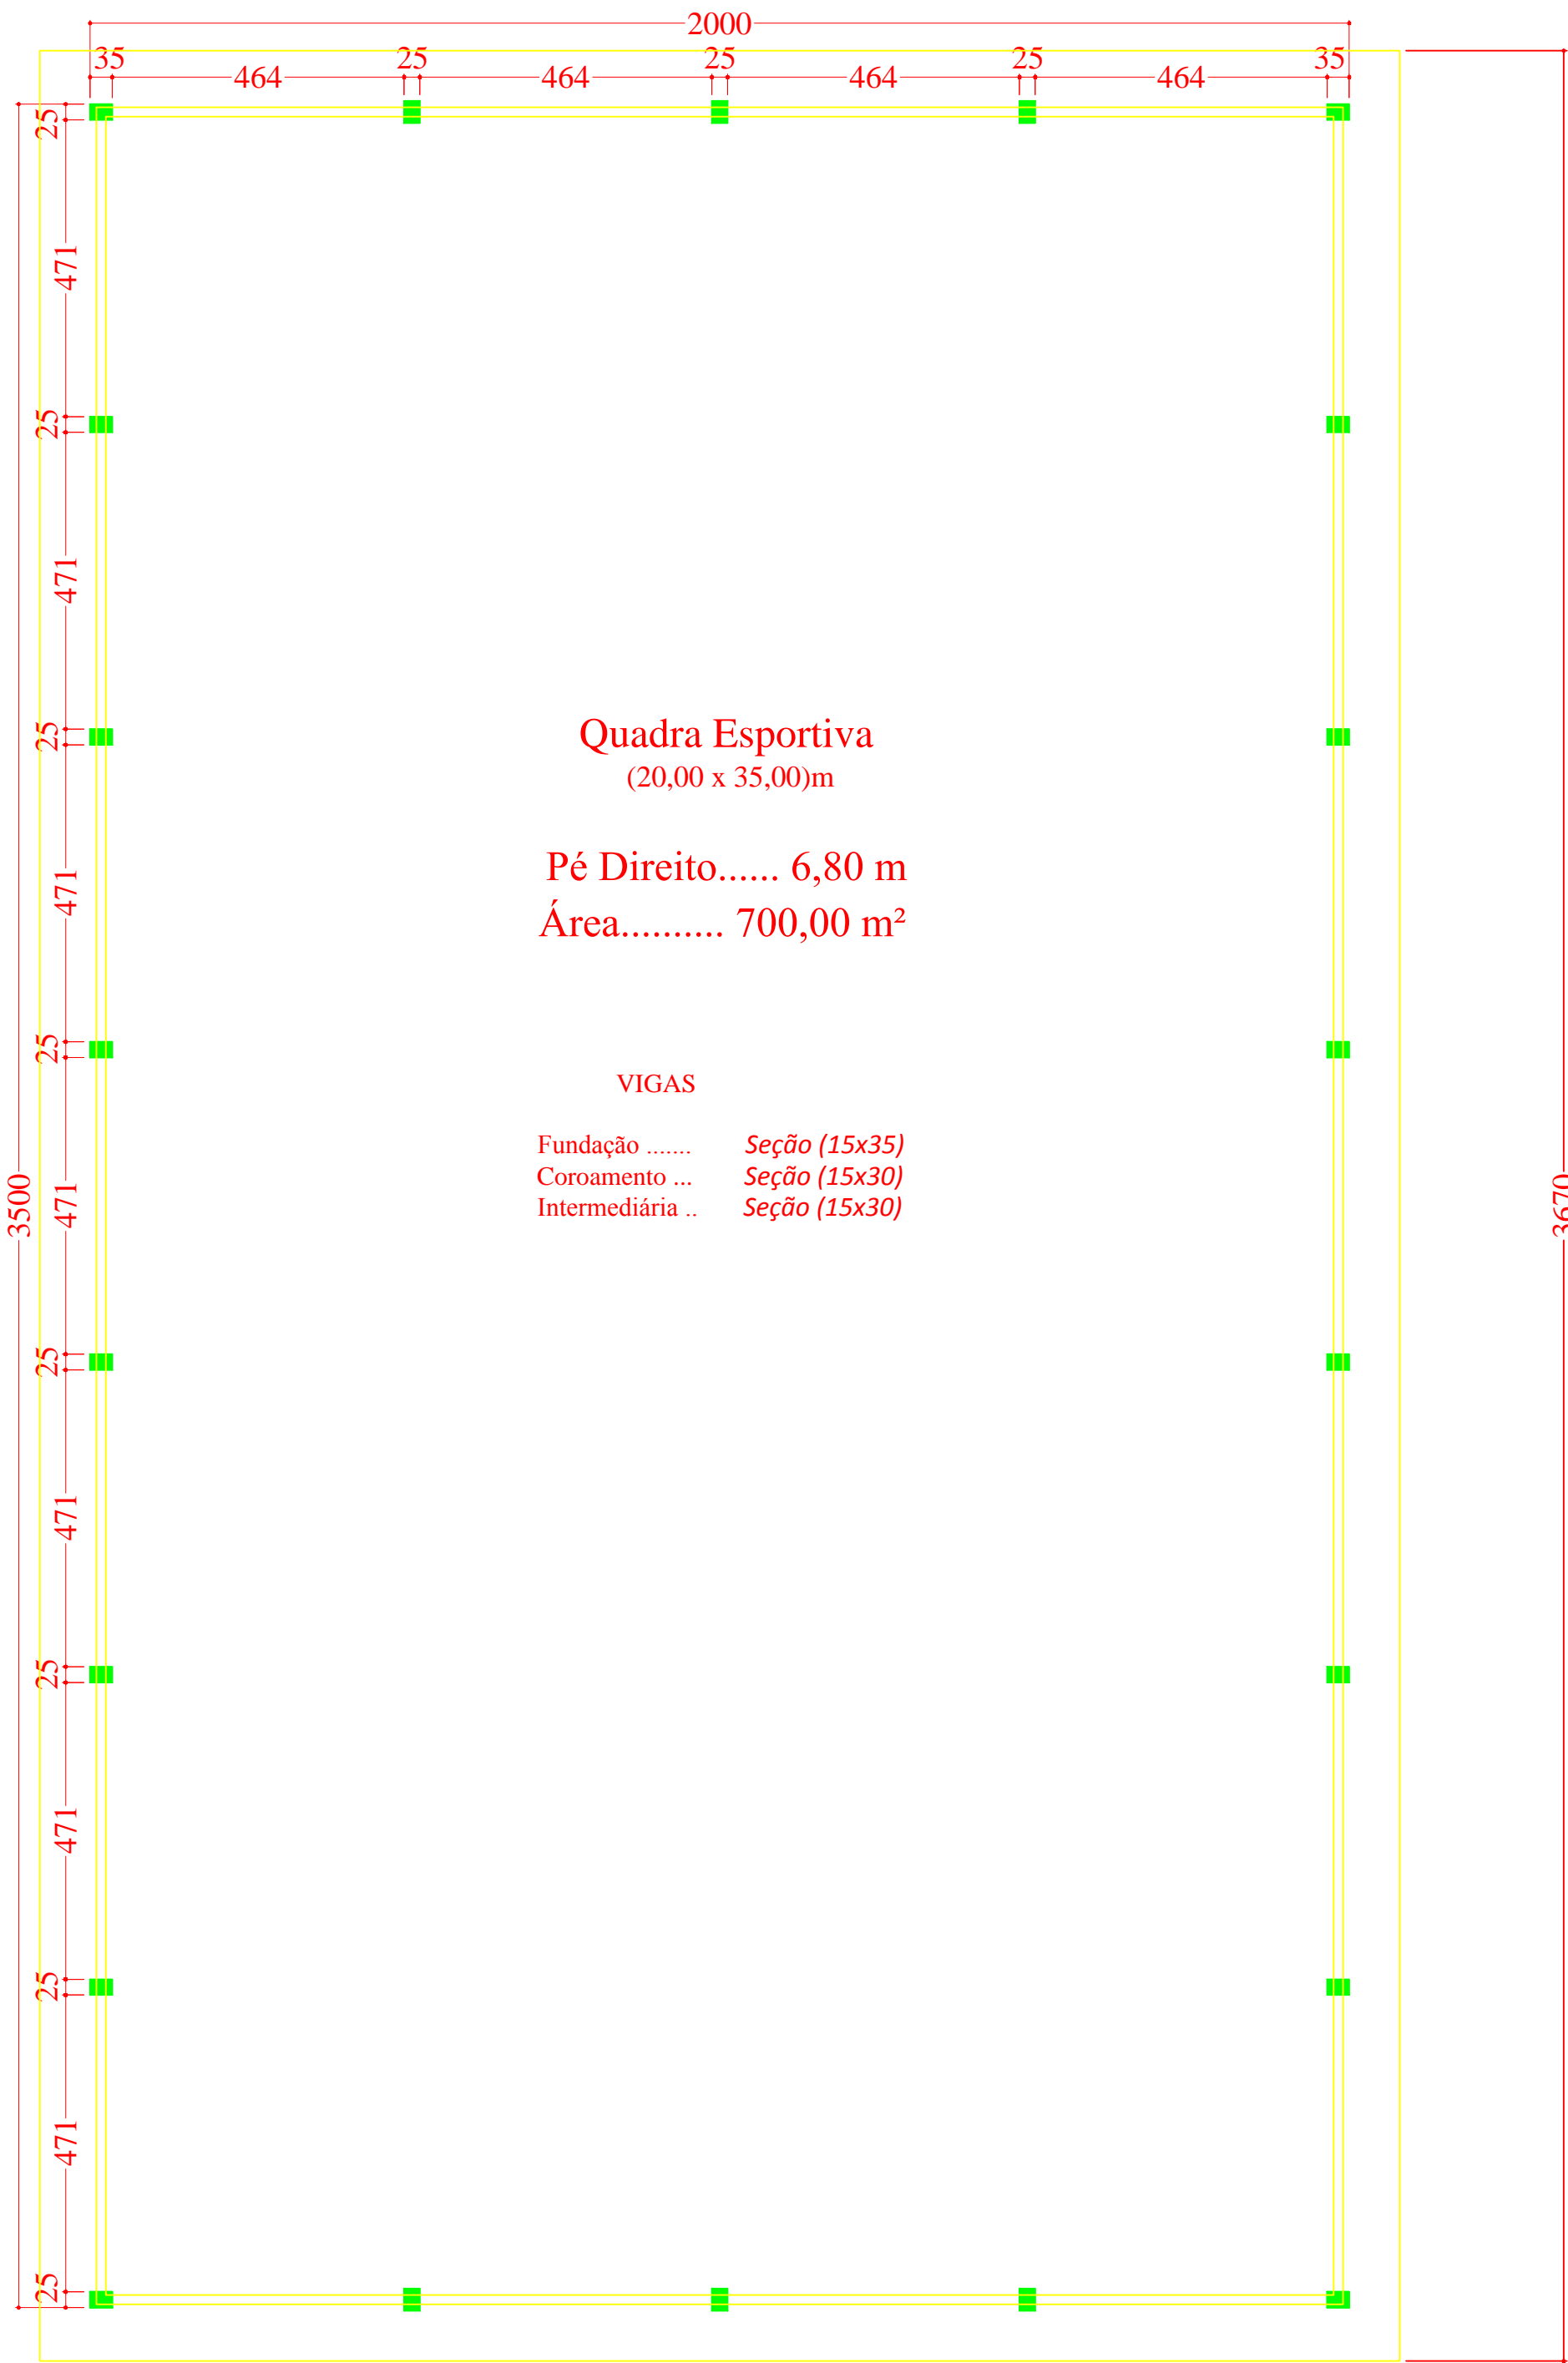 2000
35 25 25 25 35
464 464 464 464
25
471
25
471
25
471
25
471
25
471
25
471
25
471
25
3500
3670
Quadra Esportiva
(20,00 x 35,00)m
Pé Direito...... 6,80 m
Área.......... 700,00 m²
VIGAS
Fundação ....... Seção (15x35)
Coroamento ... Seção (15x30)
Intermediária .. Seção (15x30)